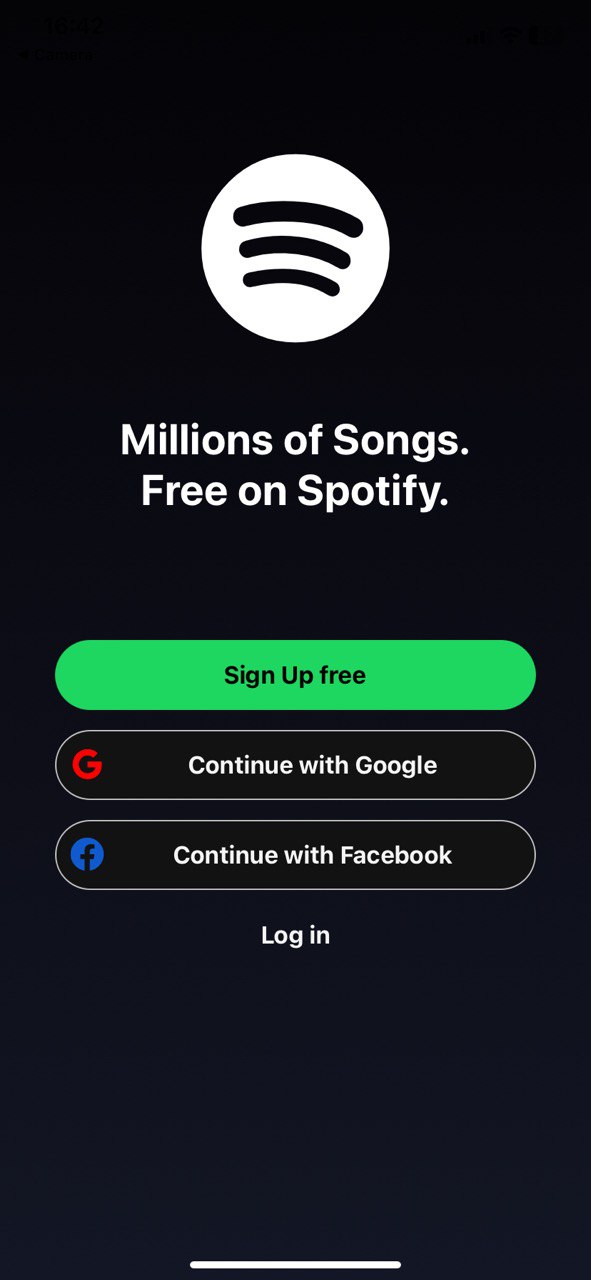 16:42
Camera
Millions of Songs.
Free on Spotify.
Sign Up free
Continue with Google
Continue with Facebook
Log in